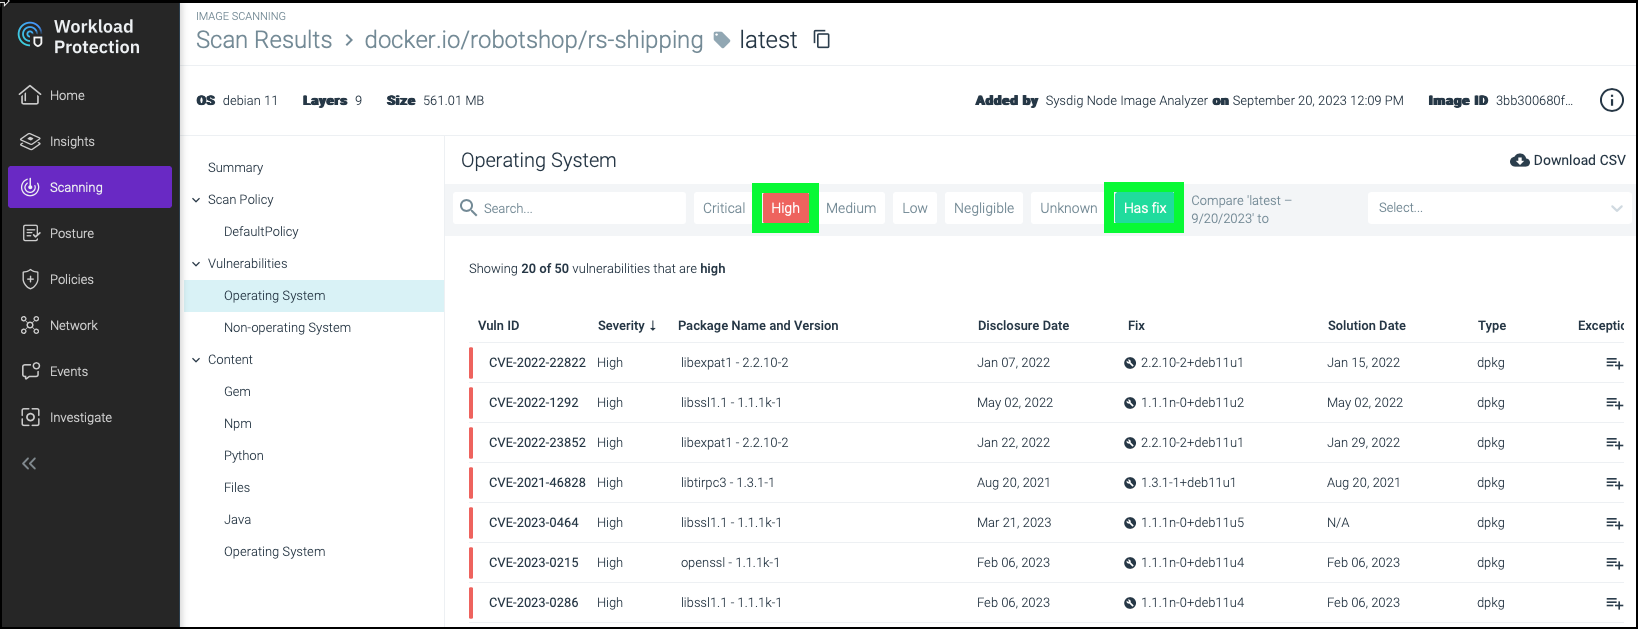 Workload
Protection
Home
Insights
Scanning
Posture
Policies
Network
Events
Investigate
IMAGE SCANNING
Scan Results > docker.io/robotshop/rs-shipping latest
OS debian 11 Layers 9 Size 561.01 MB
Added by Sysdig Node Image Analyzer on September 20, 2023 12:09 PM Image ID 3bb300680f...
Summary
Scan Policy
DefaultPolicy
Vulnerabilities
Operating System
Non-operating System
Content
Gem
Npm
Python
Files
Java
Operating System
Operating System
Download CSV
Search... Critical High Medium Low Negligible Unknown Has fix
Compare 'latest –
9/20/2023' to
Select...
Showing 20 of 50 vulnerabilities that are high
Vuln ID Severity ↓ Package Name and Version Disclosure Date Fix Solution Date Type Exceptic
CVE-2022-22822 High libexpat1 - 2.2.10-2 Jan 07, 2022 2.2.10-2+deb11u1 Jan 15, 2022 dpkg
CVE-2022-1292 High libssl1.1 - 1.1.1k-1 May 02, 2022 1.1.1n-0+deb11u2 May 02, 2022 dpkg
CVE-2022-23852 High libexpat1 - 2.2.10-2 Jan 22, 2022 2.2.10-2+deb11u1 Jan 29, 2022 dpkg
CVE-2021-46828 High libtirpc3 - 1.3.1-1 Aug 20, 2021 1.3.1-1+deb11u1 Aug 20, 2021 dpkg
CVE-2023-0464 High libssl1.1 - 1.1.1k-1 Mar 21, 2023 1.1.1n-0+deb11u5 N/A dpkg
CVE-2023-0215 High openssl - 1.1.1k-1 Feb 06, 2023 1.1.1n-0+deb11u4 Feb 06, 2023 dpkg
CVE-2023-0286 High libssl1.1 - 1.1.1k-1 Feb 06, 2023 1.1.1n-0+deb11u4 Feb 06, 2023 dpkg